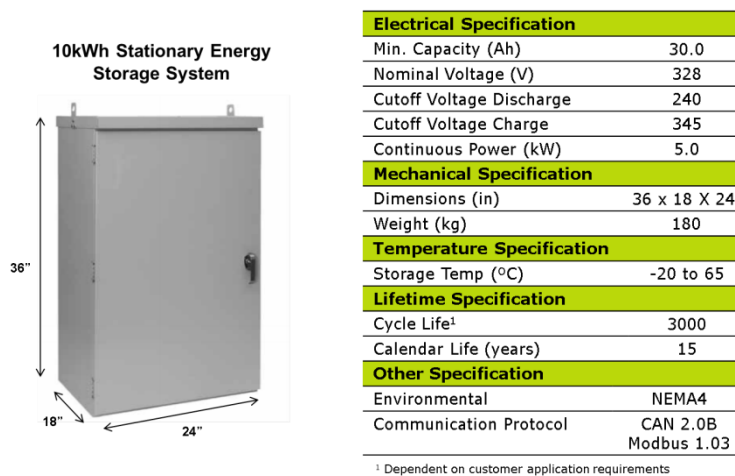 10kWh Stationary Energy
Storage System
36”
18”
24”
Electrical Specification
Min. Capacity (Ah) 30.0
Nominal Voltage (V) 328
Cutoff Voltage Discharge 240
Cutoff Voltage Charge 345
Continuous Power (kW) 5.0
Mechanical Specification
Dimensions (in) 36 x 18 X 24
Weight (kg) 180
Temperature Specification
Storage Temp (⁰C) -20 to 65
Lifetime Specification
Cycle Life¹ 3000
Calendar Life (years) 15
Other Specification
Environmental NEMA4
Communication Protocol CAN 2.0B
Modbus 1.03
¹ Dependent on customer application requirements